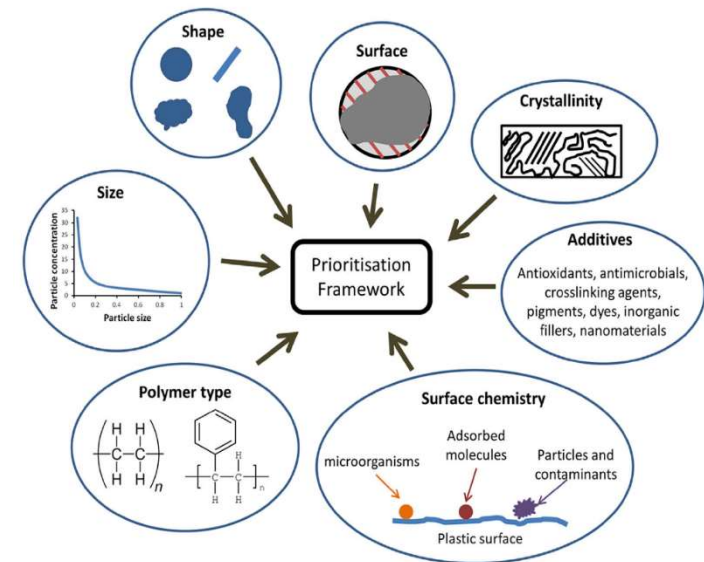 Shape
Surface
Crystallinity
Size
Particle concentration
35
30
25
20
15
10
5
0
0
0.2
0.4
0.6
0.8
1
Particle size
Prioritisation
Framework
Additives
Antioxidants, antimicrobials,
crosslinking agents,
pigments, dyes, inorganic
fillers, nanomaterials
Polymer type
H H
C C
H H
n
H
C C
H H
n
Surface chemistry
microorganisms
Adsorbed
molecules
Particles and
contaminants
Plastic surface